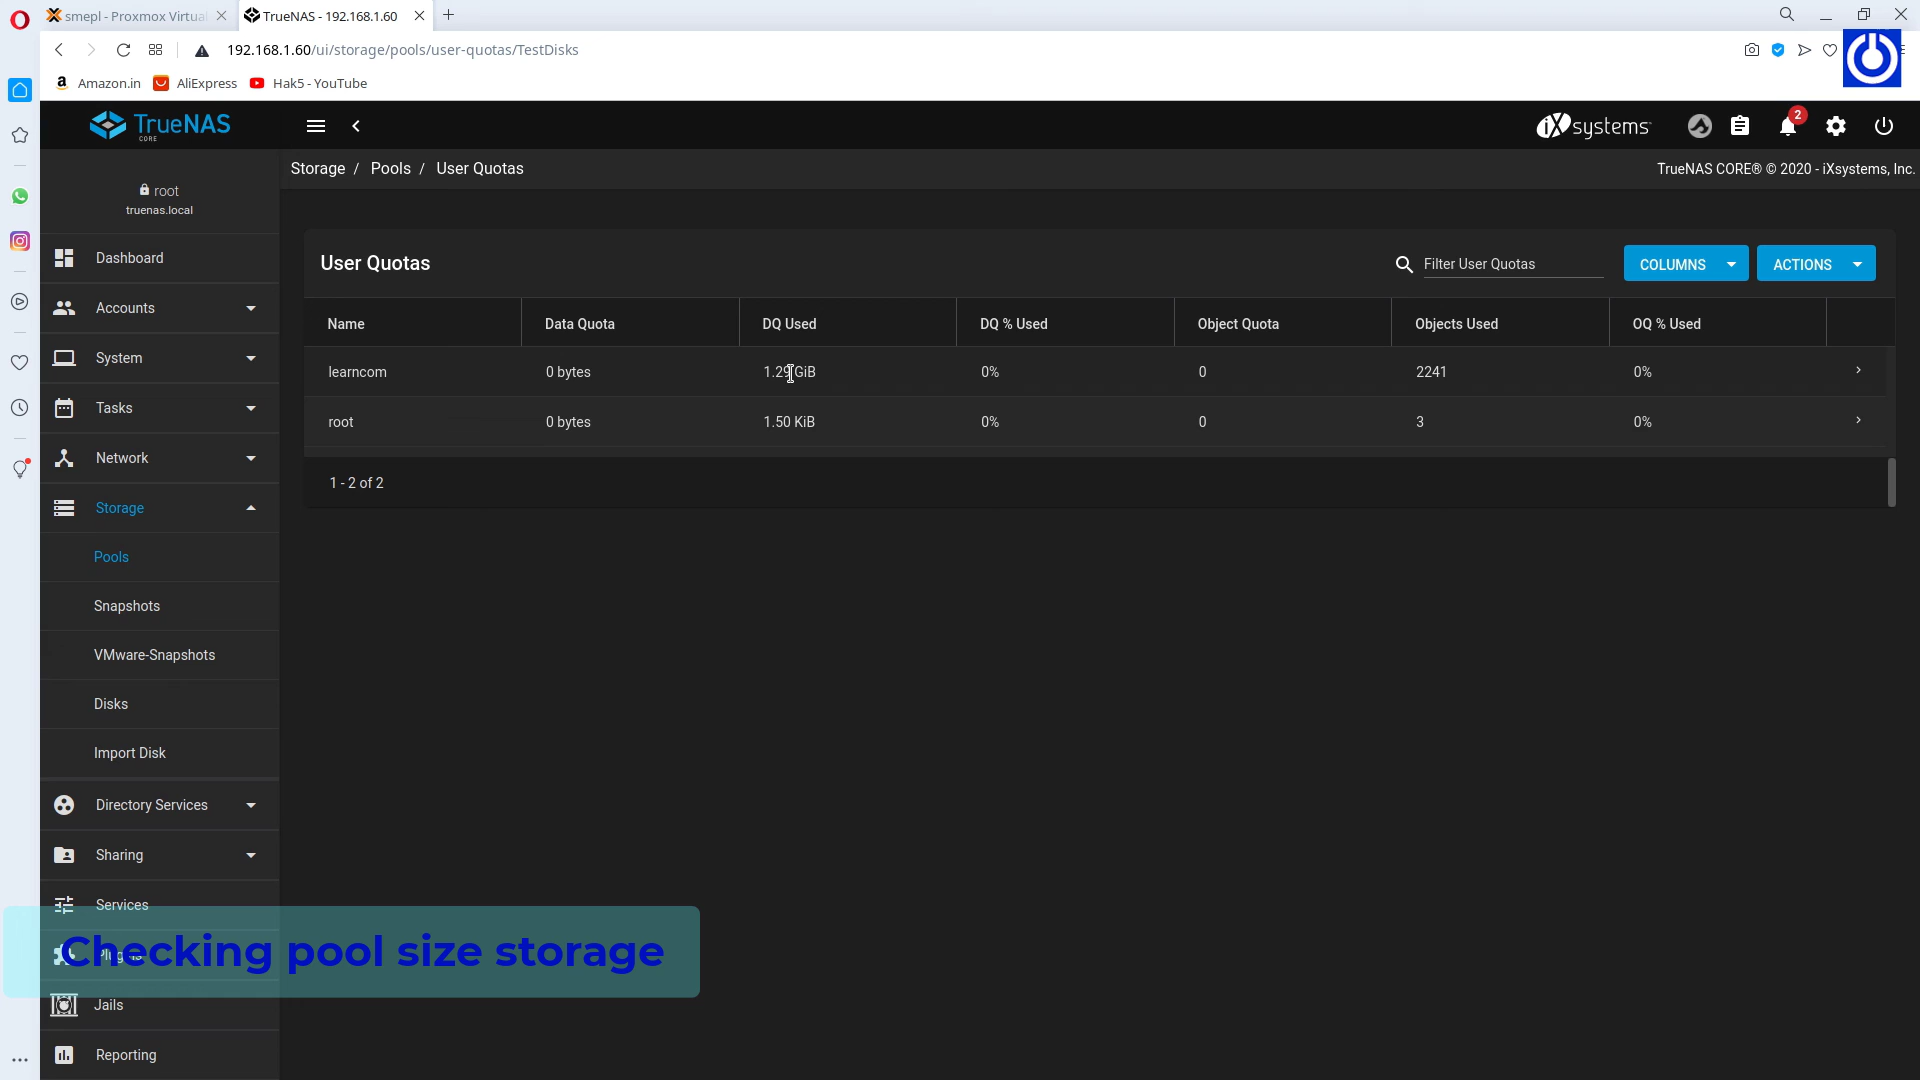 smepl - Proxmox Virtual
TrueNAS - 192.168.1.60
192.168.1.60/ui/storage/pools/user-quotas/TestDisks
Amazon.in
AliExpress
Hak5 - YouTube
TrueNAS
CORE
iXsystems
2
root
truenas.local
Storage / Pools / User Quotas
TrueNAS CORE® © 2020 - iXsystems, Inc.
Dashboard
Accounts
System
Tasks
Network
Storage
Pools
Snapshots
VMware-Snapshots
Disks
Import Disk
Directory Services
Sharing
Services
Plugins
Jails
Reporting
User Quotas
Filter User Quotas
COLUMNS
ACTIONS
Name Data Quota DQ Used DQ % Used Object Quota Objects Used OQ % Used
learncom 0 bytes 1.29 GiB 0% 0 2241 0%
root 0 bytes 1.50 KiB 0% 0 3 0%
1 - 2 of 2
Checking pool size storage